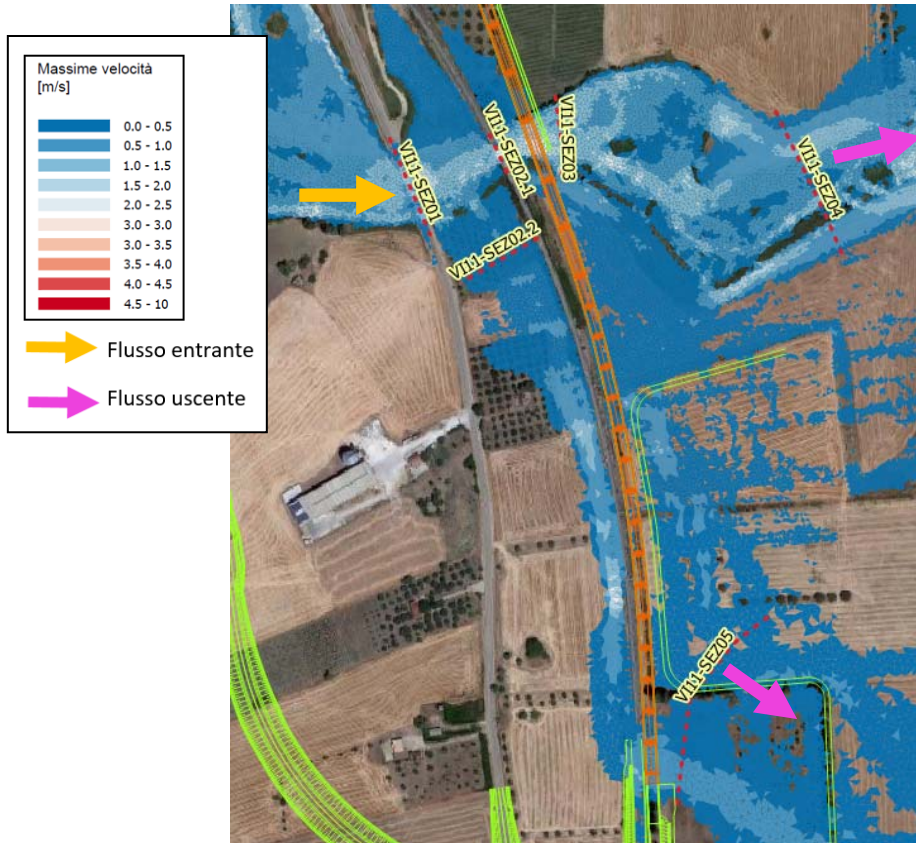 Massime velocità
[m/s]
0.0 - 0.5
0.5 - 1.0
1.0 - 1.5
1.5 - 2.0
2.0 - 2.5
3.0 - 3.0
3.0 - 3.5
3.5 - 4.0
4.0 - 4.5
4.5 - 10
Flusso entrante
Flusso uscente
VI11-SEZ01
VI11-SEZ02.1
VI11-SEZ03
VI11-SEZ04
VI11-SEZ02.2
VI11-SEZ05